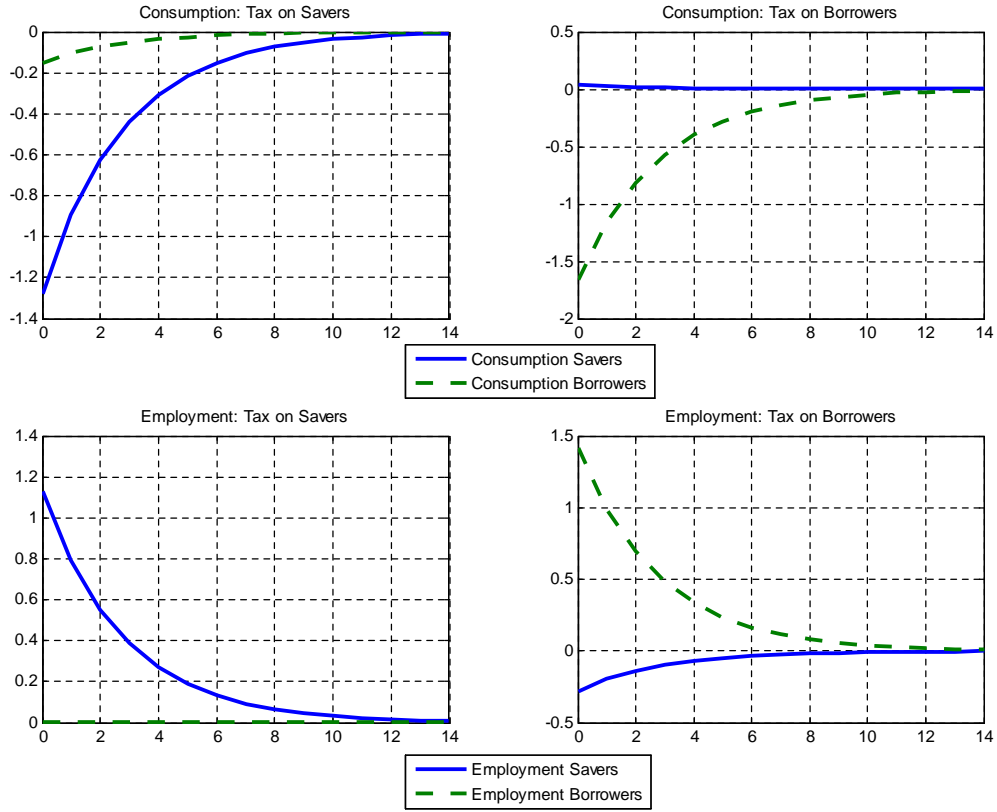 Consumption: Tax on Savers
0
-0.2
-0.4
-0.6
-0.8
-1
-1.2
-1.4
0 2 4 6 8 10 12 14
Consumption: Tax on Borrowers
0.5
0
-0.5
-1
-1.5
-2
0 2 4 6 8 10 12 14
Consumption Savers
Consumption Borrowers
Employment: Tax on Savers
1.4
1.2
1
0.8
0.6
0.4
0.2
0
0 2 4 6 8 10 12 14
Employment: Tax on Borrowers
1.5
1
0.5
0
-0.5
0 2 4 6 8 10 12 14
Employment Savers
Employment Borrowers